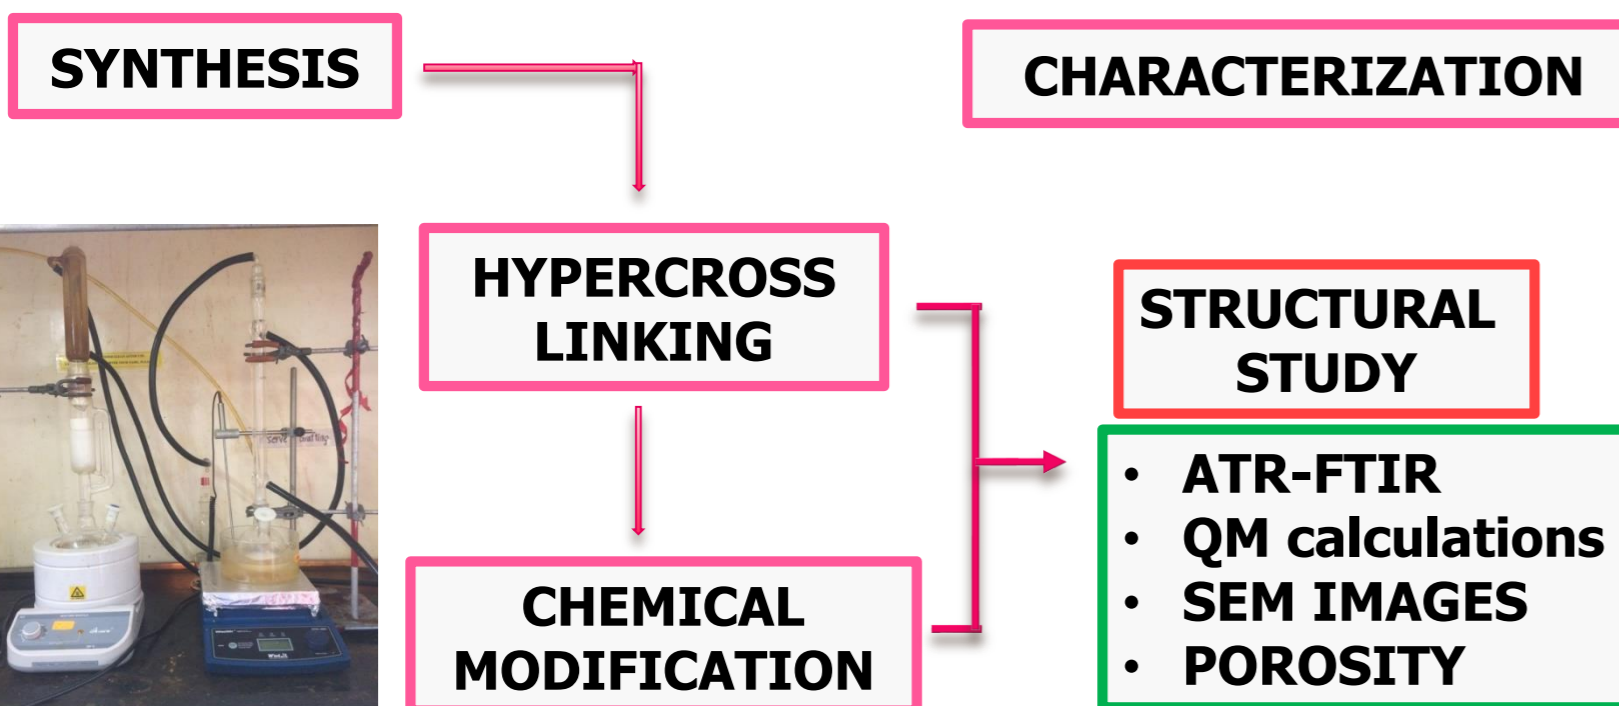 SYNTHESIS
CHARACTERIZATION
HYPERCROSS
LINKING
STRUCTURAL
STUDY
• ATR-FTIR
• QM calculations
• SEM IMAGES
• POROSITY
CHEMICAL
MODIFICATION